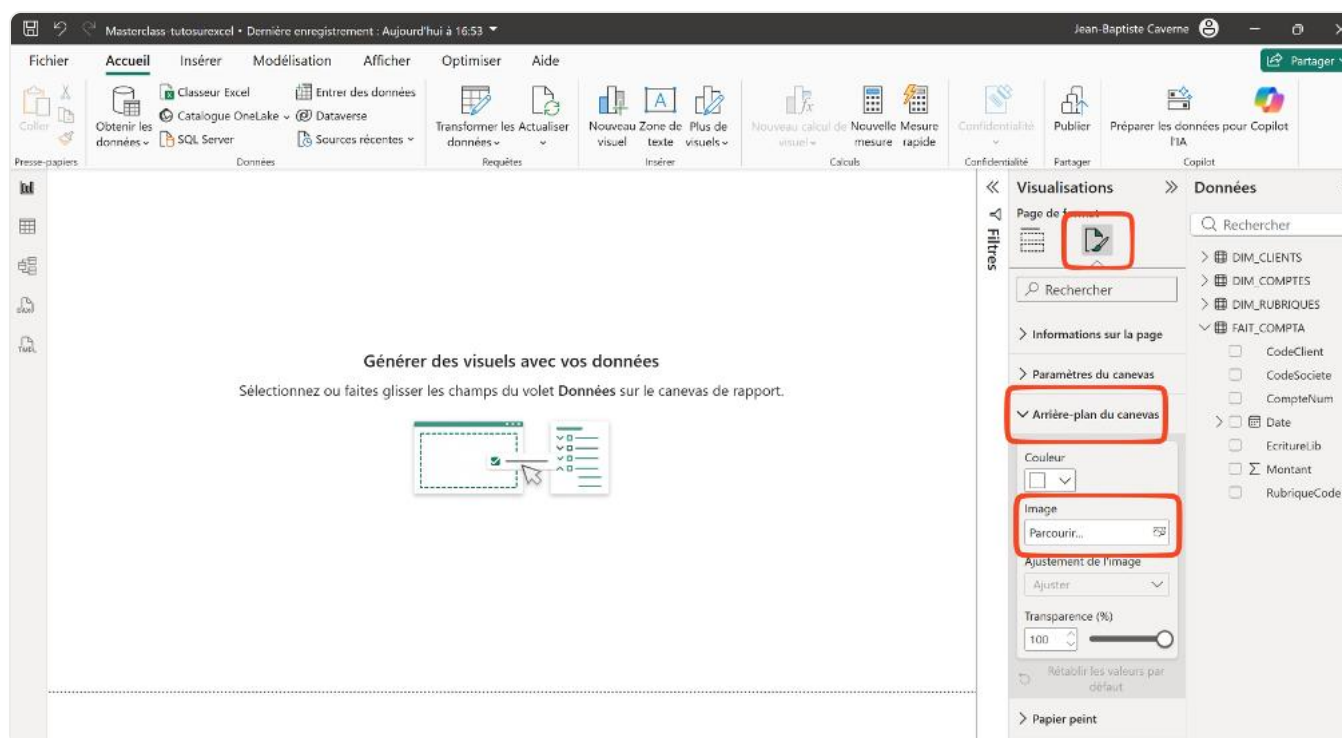 Masterclass-tutosurexcel • Dernière enregistrement : Aujourd'hui à 16:53
Jean-Baptiste Caverne
Fichier Accueil Insérer Modélisation Afficher Optimiser Aide
Partager
Coller
Obtenir les données
Classeur Excel
Catalogue OneLake
SQL Server
Entrer des données
Dataverse
Sources récentes
Transformer les données
Actualiser
Nouveau visuel
Zone de texte
Plus de visuels
Nouveau calcul de visuel
Nouvelle mesure
Mesure rapide
Confidentialité
Publier
Préparer les données pour l'IA
Copilot
Presse-papiers Données Requêtes Insérer Calculs Confidentialité Partager Copilot
TMDL
Générer des visuels avec vos données
Sélectionnez ou faites glisser les champs du volet Données sur le canevas de rapport.
Filtres
Visualisations
Page de format
Rechercher
Informations sur la page
Paramètres du canevas
Arrière-plan du canevas
Couleur
Image
Parcourir...
Ajustement de l'image
Ajuster
Transparence (%)
100
Rétablir les valeurs par
défaut
Papier peint
Données
Rechercher
DIM_CLIENTS
DIM_COMPTES
DIM_RUBRIQUES
FAIT_COMPTA
CodeClient
CodeSociete
CompteNum
Date
EcritureLib
Montant
RubriqueCode